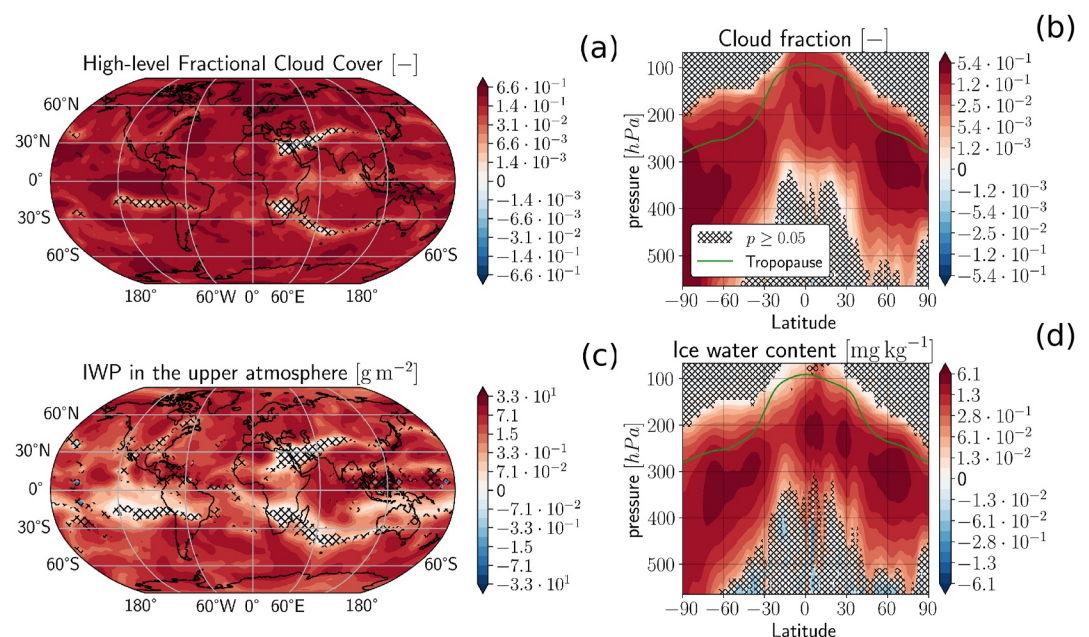 (a)
High-level Fractional Cloud Cover [−]
60°N
30°N
0°
30°S
60°S
60°S
180°
60°W
0°
60°E
180°
6.6 · 10⁻¹
1.4 · 10⁻¹
3.1 · 10⁻²
6.6 · 10⁻³
1.4 · 10⁻³
0
−1.4 · 10⁻³
−6.6 · 10⁻³
−3.1 · 10⁻²
−1.4 · 10⁻¹
−6.6 · 10⁻¹
(b)
Cloud fraction [−]
pressure [hPa]
100
200
300
400
500
p ≥ 0.05
Tropopause
−90 −60 −30 0 30 60 90
Latitude
5.4 · 10⁻¹
1.2 · 10⁻¹
2.5 · 10⁻²
5.4 · 10⁻³
1.2 · 10⁻³
0
−1.2 · 10⁻³
−5.4 · 10⁻³
−2.5 · 10⁻²
−1.2 · 10⁻¹
−5.4 · 10⁻¹
(c)
IWP in the upper atmosphere [g m⁻²]
60°N
30°N
0°
30°S
60°S
60°S
180°
60°W
0°
60°E
180°
3.3 · 10¹
7.1
1.5
3.3 · 10⁻¹
7.1 · 10⁻²
0
−7.1 · 10⁻²
−3.3 · 10⁻¹
−1.5
−7.1
−3.3 · 10¹
(d)
Ice water content [mg kg⁻¹]
pressure [hPa]
100
200
300
400
500
−90 −60 −30 0 30 60 90
Latitude
6.1
1.3
2.8 · 10⁻¹
6.1 · 10⁻²
1.3 · 10⁻²
0
−1.3 · 10⁻²
−6.1 · 10⁻²
−2.8 · 10⁻¹
−1.3
−6.1